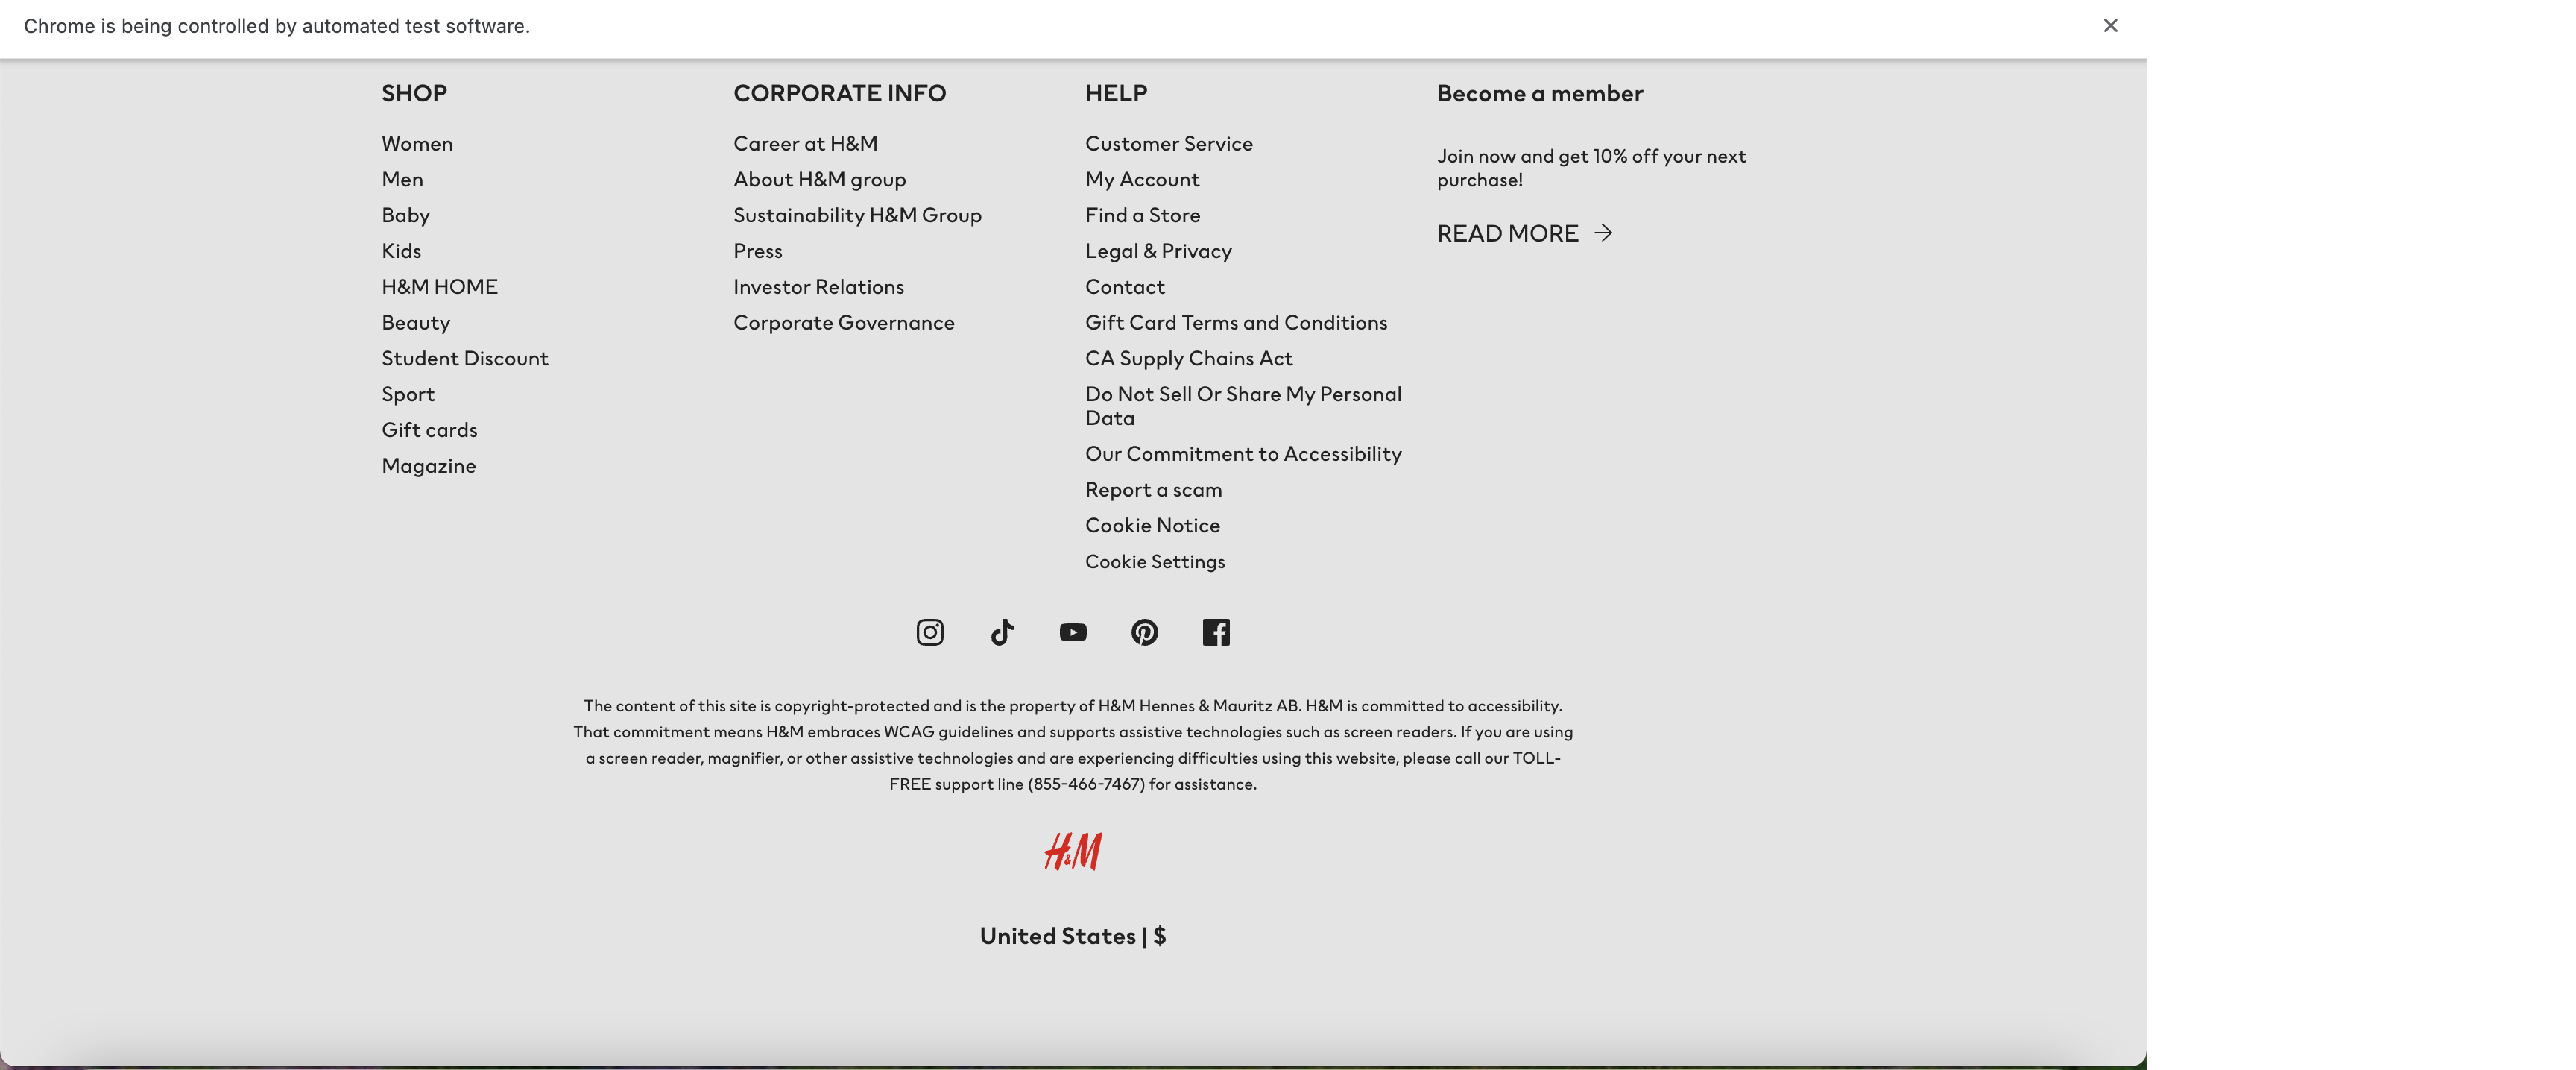 Chrome is being controlled by automated test software.
SHOP
Women
Men
Baby
Kids
H&M HOME
Beauty
Student Discount
Sport
Gift cards
Magazine
CORPORATE INFO
Career at H&M
About H&M group
Sustainability H&M Group
Press
Investor Relations
Corporate Governance
HELP
Customer Service
My Account
Find a Store
Legal & Privacy
Contact
Gift Card Terms and Conditions
CA Supply Chains Act
Do Not Sell Or Share My Personal
Data
Our Commitment to Accessibility
Report a scam
Cookie Notice
Cookie Settings
Become a member
Join now and get 10% off your next
purchase!
READ MORE
The content of this site is copyright-protected and is the property of H&M Hennes & Mauritz AB. H&M is committed to accessibility.
That commitment means H&M embraces WCAG guidelines and supports assistive technologies such as screen readers. If you are using
a screen reader, magnifier, or other assistive technologies and are experiencing difficulties using this website, please call our TOLL-
FREE support line (855-466-7467) for assistance.
H&M
United States | $